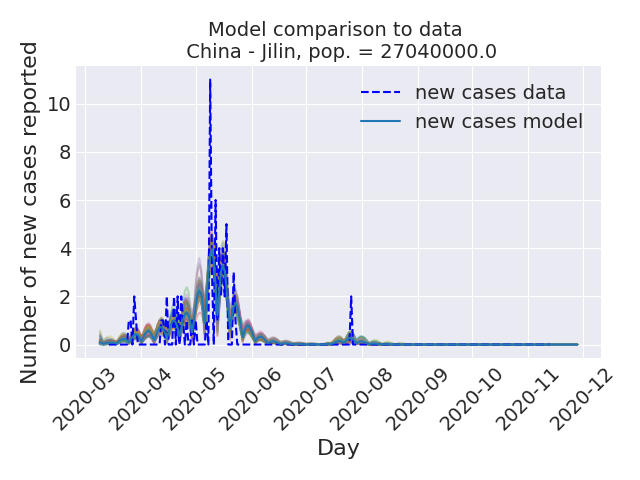 Model comparison to data
China - Jilin, pop. = 27040000.0
Number of new cases reported
10
8
6
4
2
0
new cases data
new cases model
2020-03
2020-04
2020-05
2020-06
2020-07
2020-08
2020-09
2020-10
2020-11
2020-12
Day